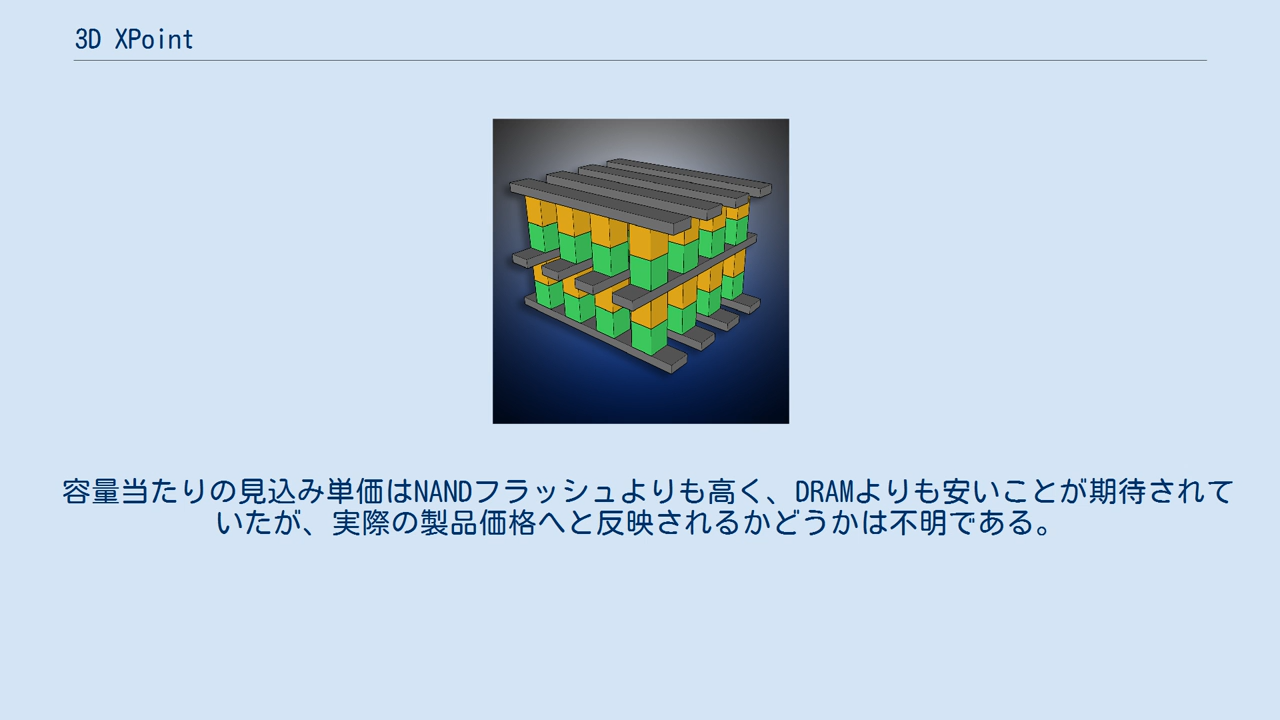 3D XPoint
容量当たりの見込み単価はNANDフラッシュよりも高く、DRAMよりも安いことが期待されて
いたが、実際の製品価格へと反映されるかどうかは不明である。